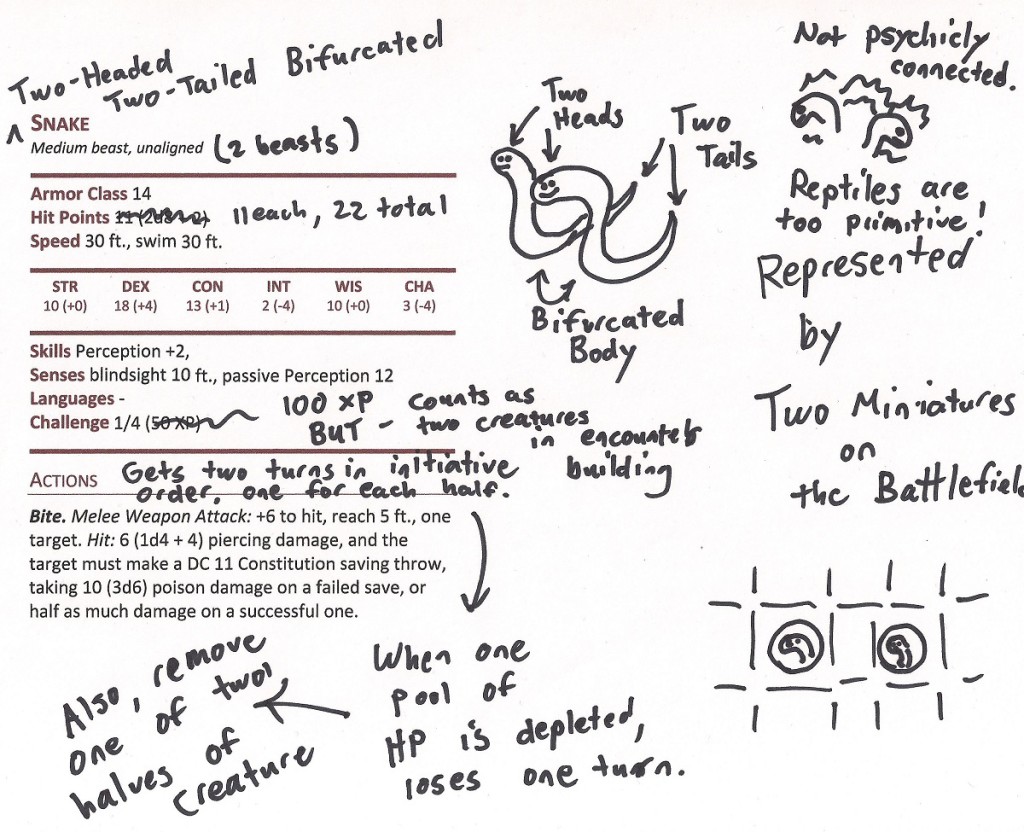 Two-Headed
Two-Tailed Bifurcated
SNAKE
Medium beast, unaligned (2 beasts)
Armor Class 14
Hit Points 11 (2d8+2) 11 each, 22 total
Speed 30 ft., swim 30 ft.
STR DEX CON INT WIS CHA
10 (+0) 18 (+4) 13 (+1) 2 (-4) 10 (+0) 3 (-4)
Skills Perception +2,
Senses blindsight 10 ft., passive Perception 12
Languages -
Challenge 1/4 (50 XP) 100 XP counts as
BUT - two creatures
in encounter
building
ACTIONS Gets two turns in initiative
order, one for each half.
Bite. Melee Weapon Attack: +6 to hit, reach 5 ft., one
target. Hit: 6 (1d4 + 4) piercing damage, and the
target must make a DC 11 Constitution saving throw,
taking 10 (3d6) poison damage on a failed save, or
half as much damage on a successful one.
When one
pool of
HP is depleted,
loses one turn.
Also, remove
one of two
halves of
creature
Two
Heads
Two
Tails
Bifurcated
Body
Not psychicly
connected.
Reptiles are
too primitive!
Represented
by
Two Miniatures
on
the Battlefield